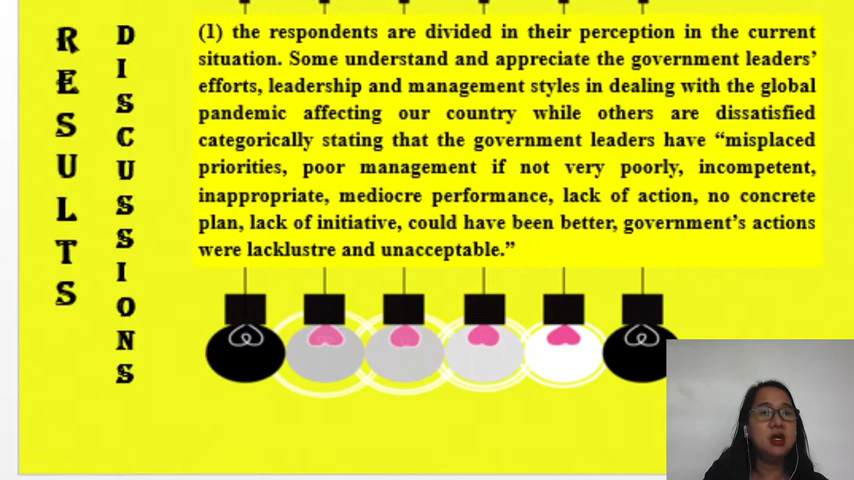 RESULTS
DISCUSSIONS
(1) the respondents are divided in their perception in the current
situation. Some understand and appreciate the government leaders’
efforts, leadership and management styles in dealing with the global
pandemic affecting our country while others are dissatisfied
categorically stating that the government leaders have “misplaced
priorities, poor management if not very poorly, incompetent,
inappropriate, mediocre performance, lack of action, no concrete
plan, lack of initiative, could have been better, government’s actions
were lacklustre and unacceptable.”